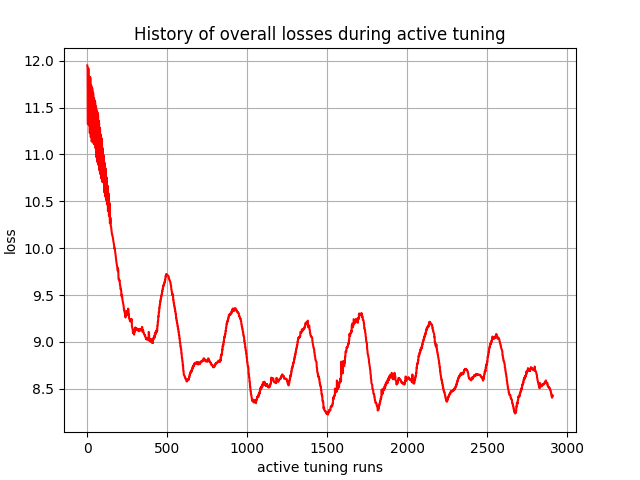 History of overall losses during active tuning
12.0
11.5
11.0
10.5
10.0
9.5
9.0
8.5
loss
0 500 1000 1500 2000 2500 3000
active tuning runs